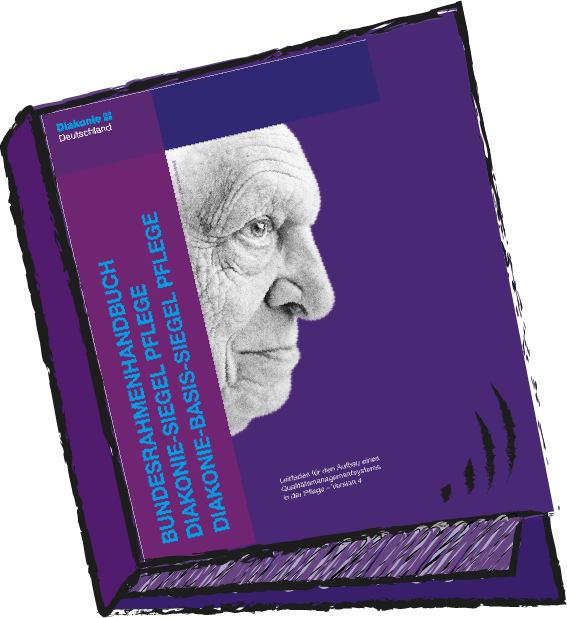 Diakonie
Deutschland
BUNDESRAHMENHANDBUCH
DIAKONIE-SIEGEL PFLEGE
DIAKONIE-BASIS-SIEGEL PFLEGE
Leitfaden für den Aufbau eines
Qualitätsmanagementsystems
in der Pflege – Version 4